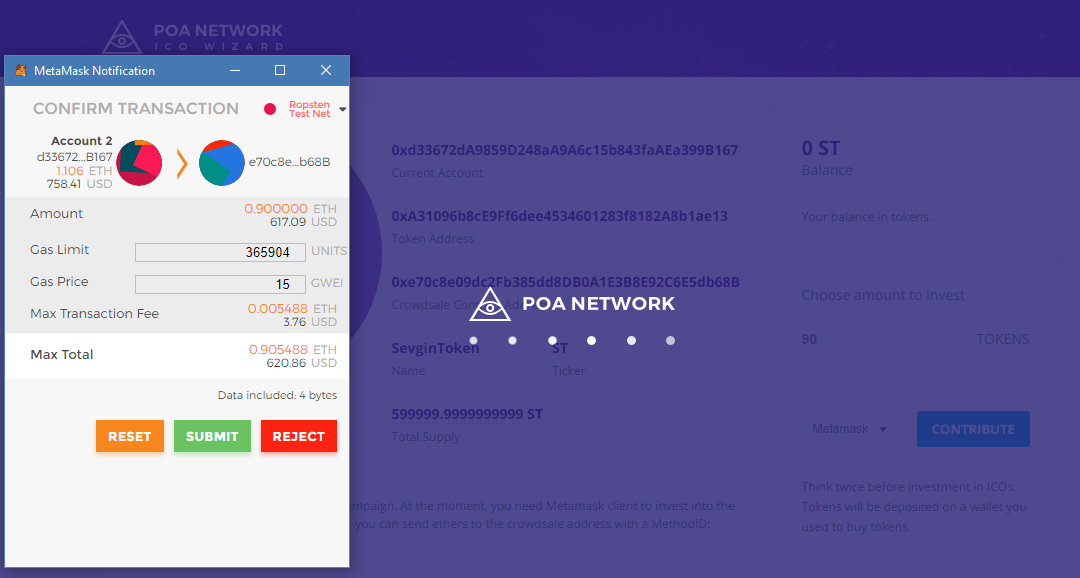 POA NETWORK
ICO WIZARD
MetaMask Notification
CONFIRM TRANSACTION
Ropsten
Test Net
Account 2
d33672...B167
1.106 ETH
758.41 USD
e70c8e...b68B
Amount
0.900000 ETH
617.09 USD
Gas Limit
365904
UNITS
Gas Price
15
GWEI
Max Transaction Fee
0.005488 ETH
3.76 USD
Max Total
0.905488 ETH
620.86 USD
Data included: 4 bytes
RESET
SUBMIT
REJECT
0xd33672dA9859D248aA9A6c15b843faAEa399B167
Current Account
0xA31096b8cE9Ff6dee4534601283f8182A8b1ae13
Token Address
0xe70c8e09dc2Fb385dd8DB0A1E3B8E92C6E5db68B
Crowdsale Con
POA NETWORK
SevginToken
ST
Name
Ticker
599999.9999999999 ST
Total Supply
mpaign. At the moment, you need Metamask client to invest into the
, you can send ethers to the crowdsale address with a MethodID:
0 ST
Balance
Your balance in tokens.
Choose amount to invest
90
TOKENS
Metamask
CONTRIBUTE
Think twice before investment in ICOs.
Tokens will be deposited on a wallet you
used to buy tokens.